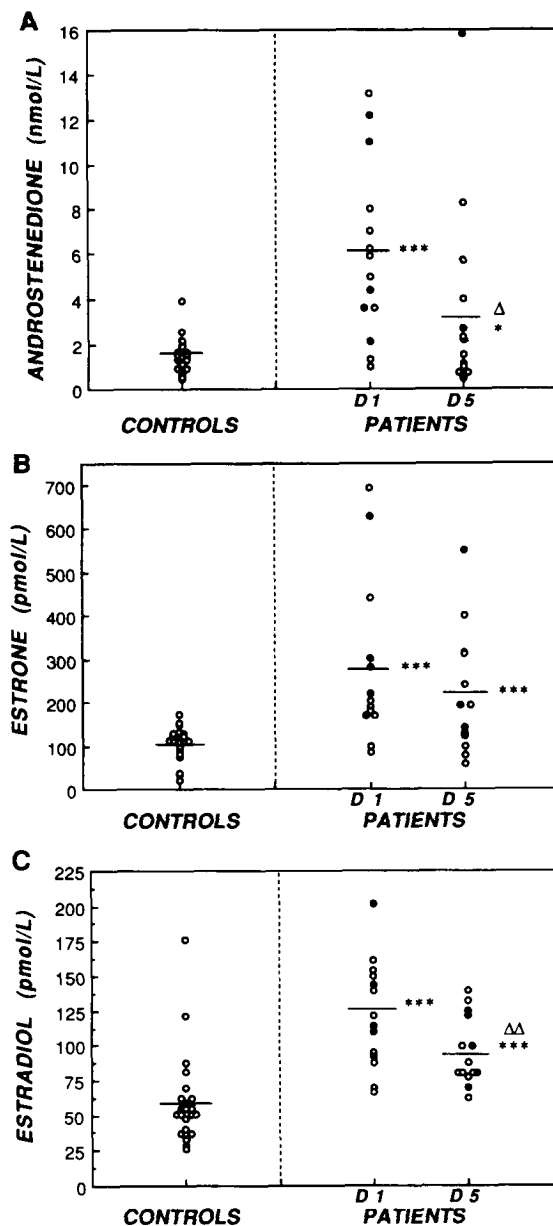 A
ANDROSTENEDIONE (nmol/L)
16
14
12
10
8
6
4
2
0
***
Δ
*
D 1
D 5
CONTROLS
PATIENTS
B
ESTRONE (pmol/L)
700
600
500
400
300
200
100
0
***
***
D 1
D 5
CONTROLS
PATIENTS
C
ESTRADIOL (pmol/L)
225
200
175
150
125
100
75
50
25
0
***
ΔΔ
***
D 1
D 5
CONTROLS
PATIENTS